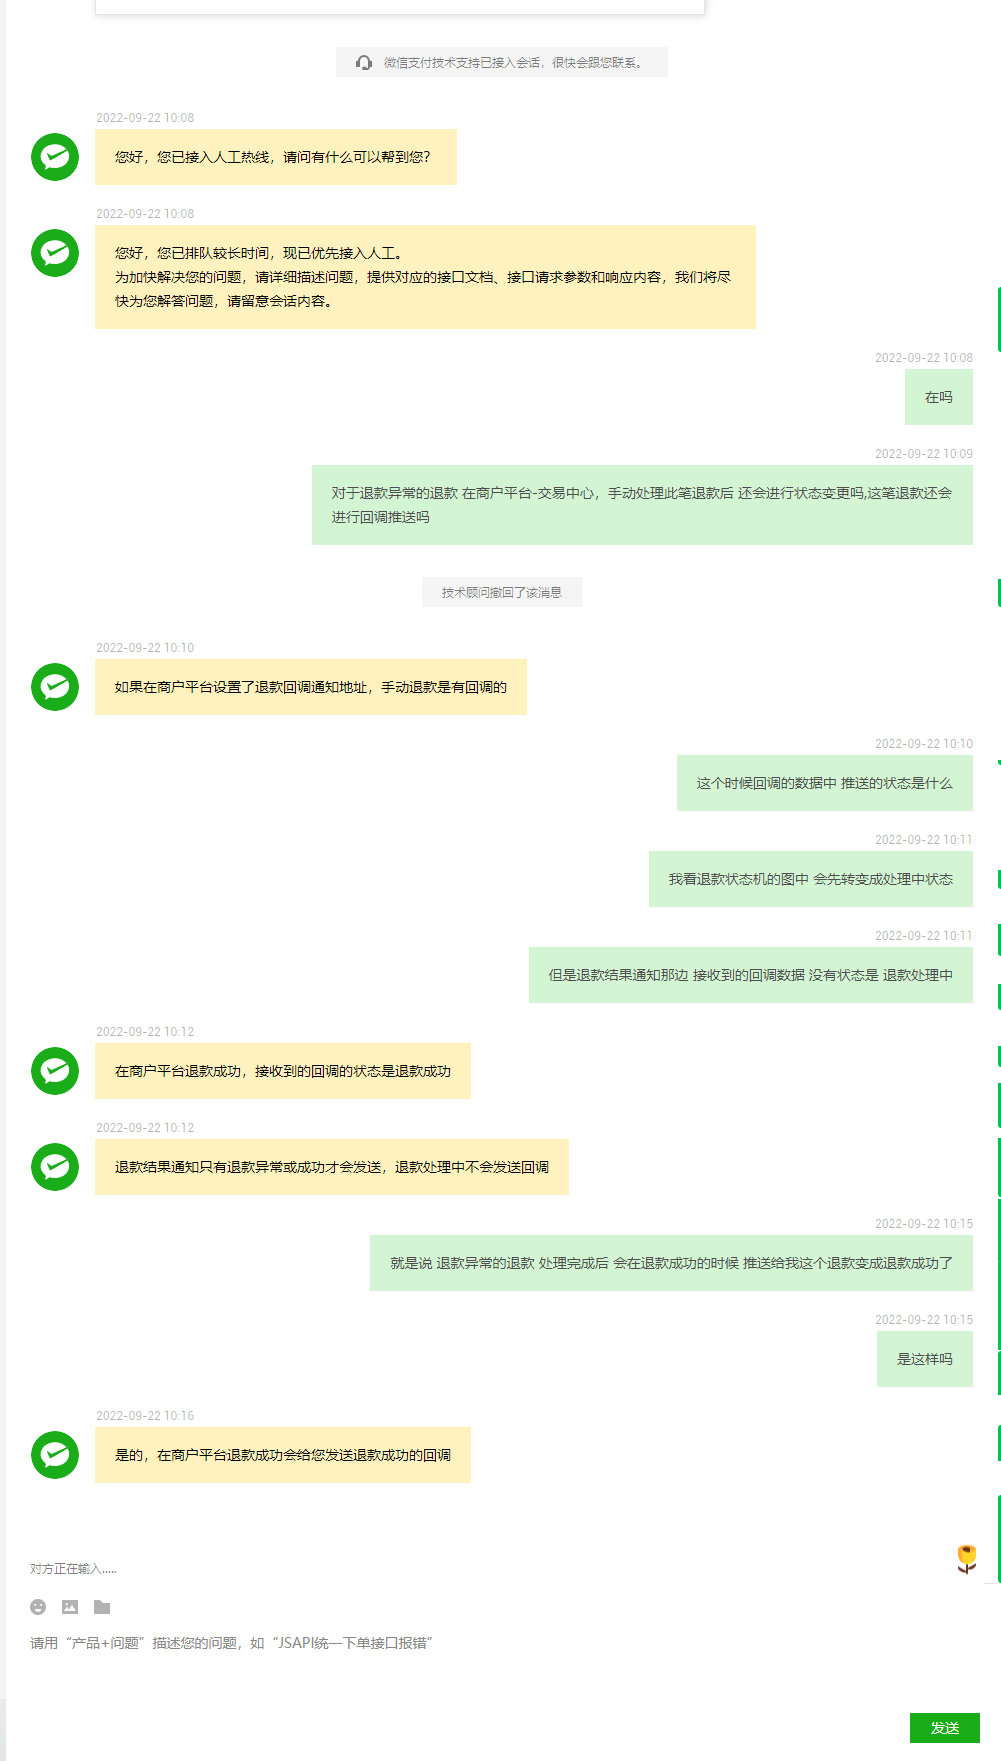 微信支付技术支持已接入会话，很快会跟您联系。
2022-09-22 10:08
您好，您已接入人工热线，请问有什么可以帮到您？
2022-09-22 10:08
您好，您已排队较长时间，现已优先接入人工。
为加快解决您的问题，请详细描述问题，提供对应的接口文档、接口请求参数和响应内容，我们将尽
快为您解答问题，请留意会话内容。
2022-09-22 10:08
在吗
2022-09-22 10:09
对于退款异常的退款 在商户平台-交易中心，手动处理此笔退款后 还会进行状态变更吗,这笔退款还会
进行回调推送吗
技术顾问撤回了该消息
2022-09-22 10:10
如果在商户平台设置了退款回调通知地址，手动退款是有回调的
2022-09-22 10:10
这个时候回调的数据中 推送的状态是什么
2022-09-22 10:11
我看退款状态机的图中 会先转变成处理中状态
2022-09-22 10:11
但是退款结果通知那边 接收到的回调数据 没有状态是 退款处理中
2022-09-22 10:12
在商户平台退款成功，接收到的回调的状态是退款成功
2022-09-22 10:12
退款结果通知只有退款异常或成功才会发送，退款处理中不会发送回调
2022-09-22 10:15
就是说 退款异常的退款 处理完成后 会在退款成功的时候 推送给我这个退款变成退款成功了
2022-09-22 10:15
是这样吗
2022-09-22 10:16
是的，在商户平台退款成功会给您发送退款成功的回调
对方正在输入.....
请用“产品+问题”描述您的问题，如“JSAPI统一下单接口报错”
发送